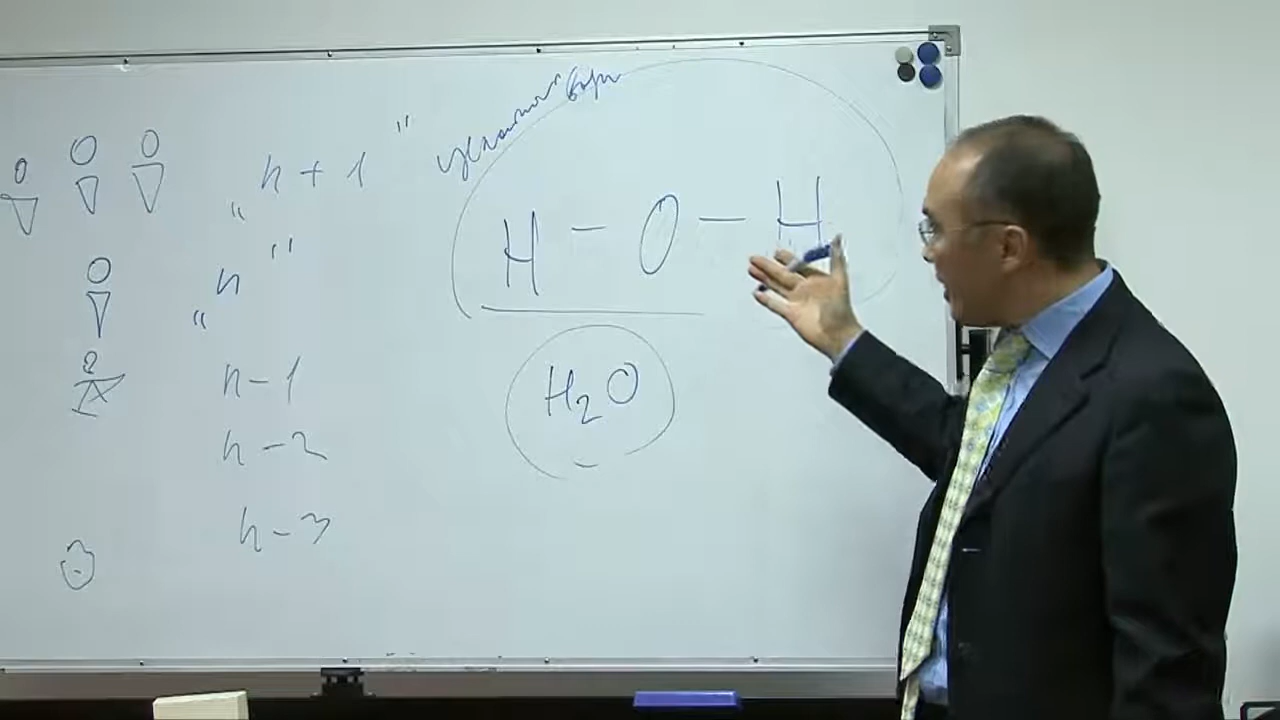 n + 1
" n "
n - 1
n - 2
n - 3
H - O - H
H₂O